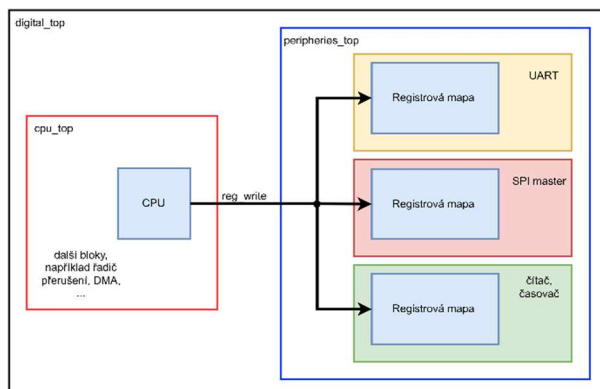 digital_top
peripheries_top
UART
Registrová mapa
cpu_top
SPI master
CPU
reg_write
Registrová mapa
další bloky,
například řadič
přerušení, DMA,
...
čítač,
časovač
Registrová mapa